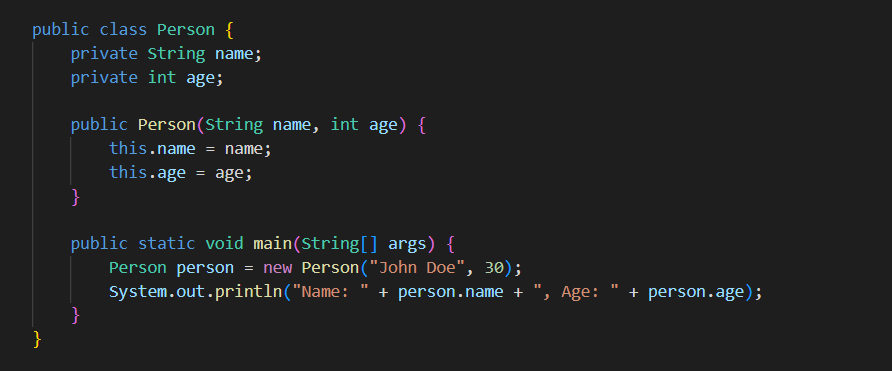 public class Person {
    private String name;
    private int age;

    public Person(String name, int age) {
        this.name = name;
        this.age = age;
    }

    public static void main(String[] args) {
        Person person = new Person("John Doe", 30);
        System.out.println("Name: " + person.name + ", Age: " + person.age);
    }
}